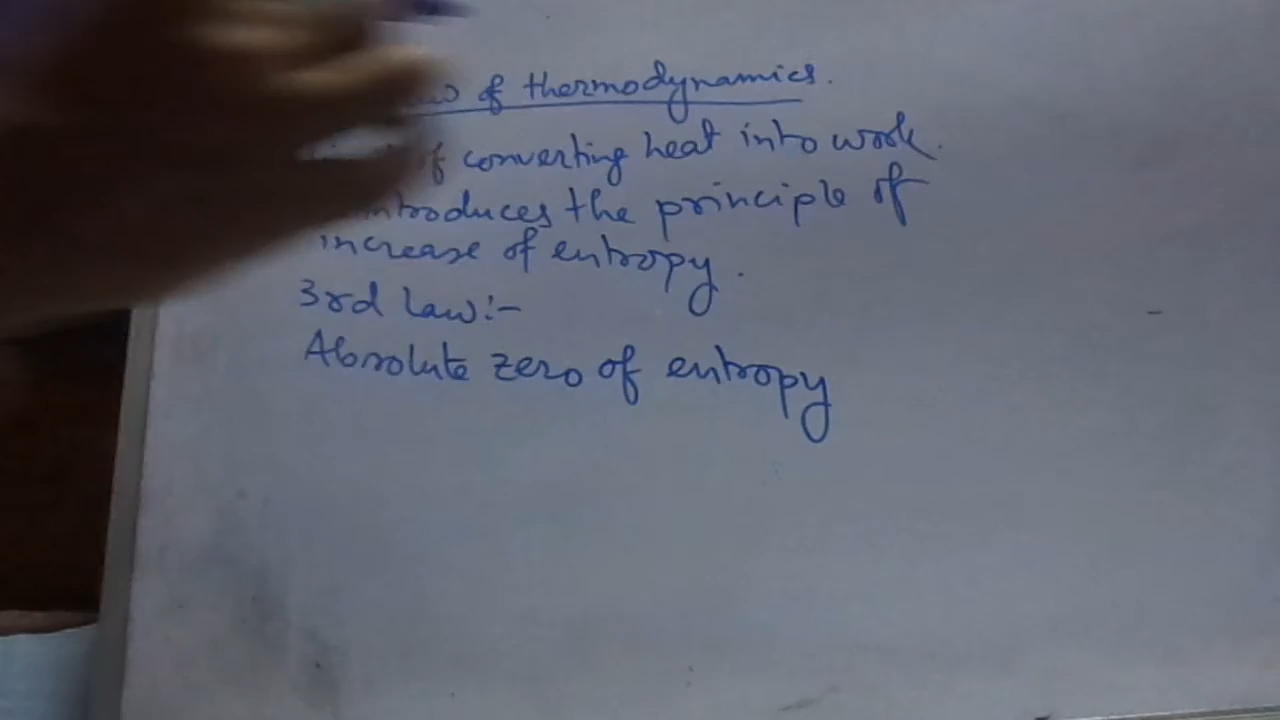 of thermodynamics.
converting heat into work.
introduces the principle of
increase of entropy.
3rd law:-
Absolute zero of entropy